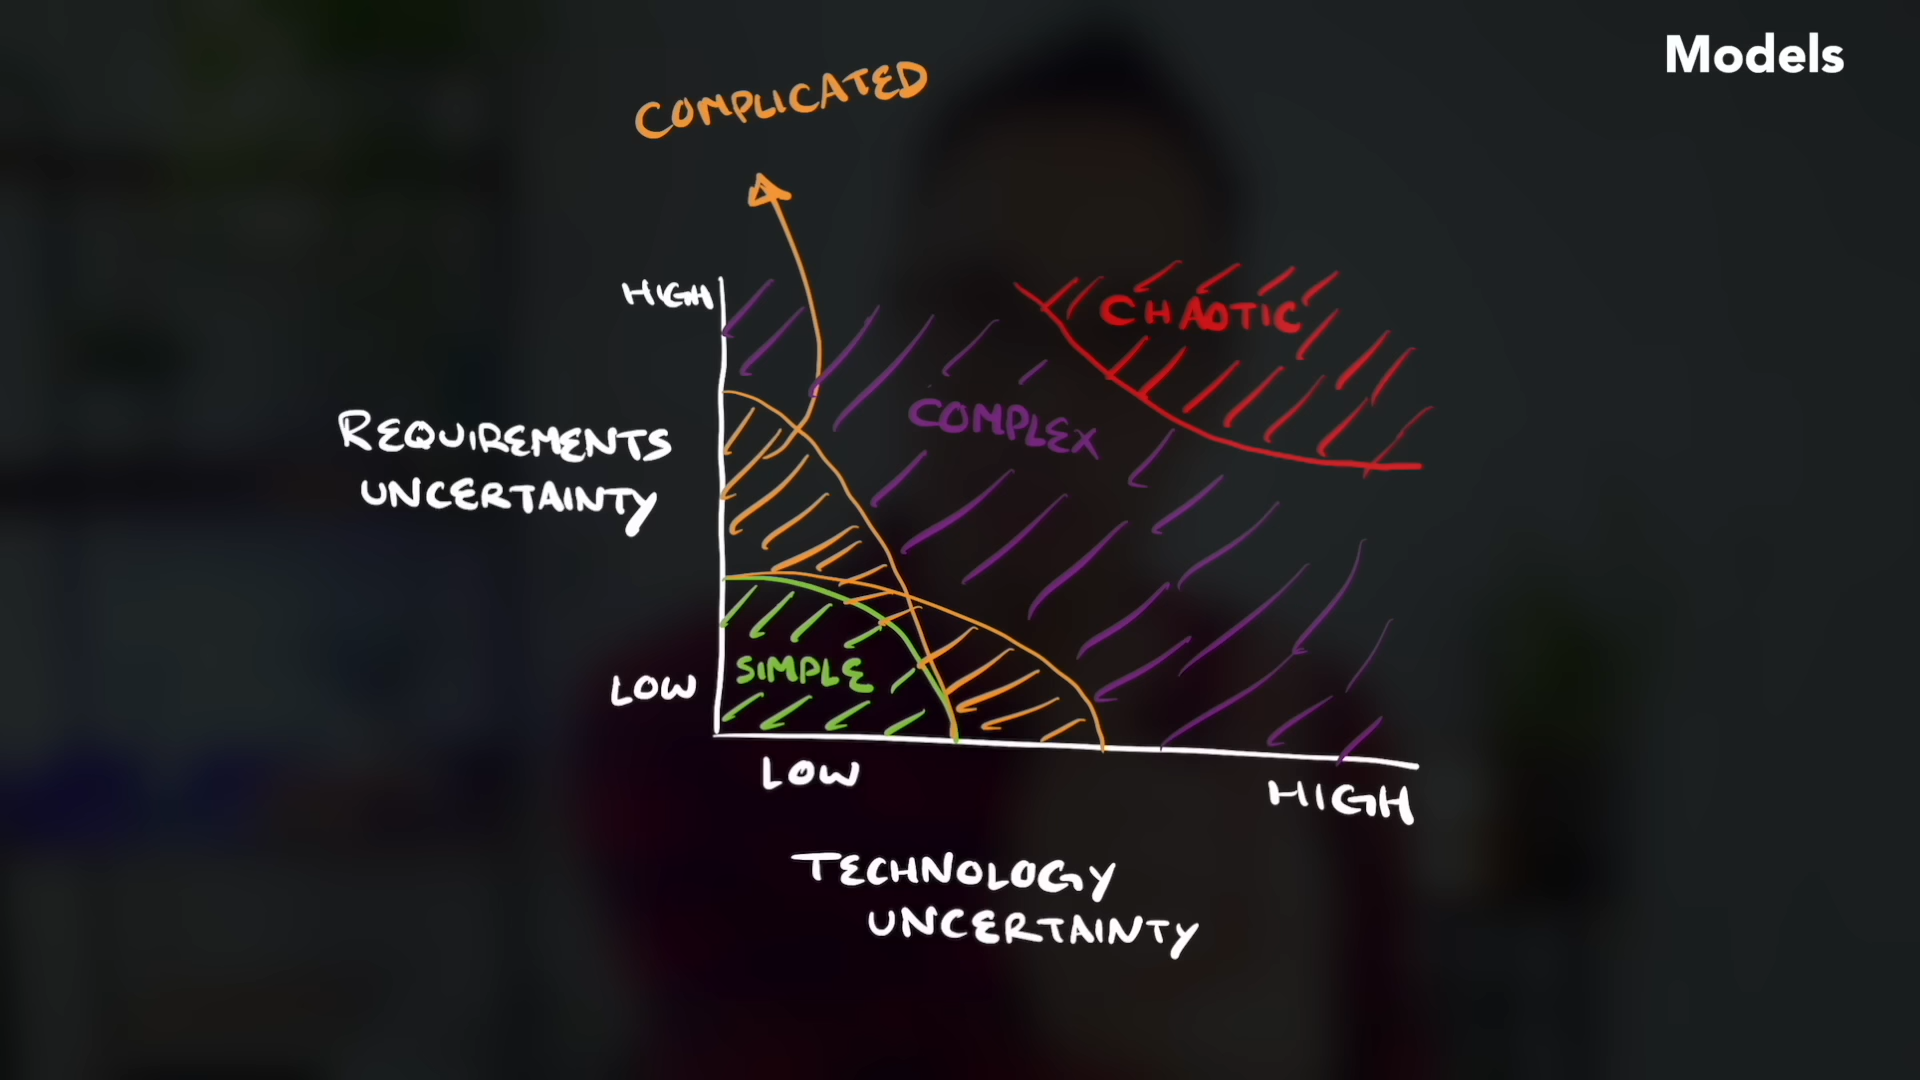 Models
COMPLICATED
HIGH
CHAOTIC
COMPLEX
REQUIREMENTS
UNCERTAINTY
SIMPLE
LOW
LOW
HIGH
TECHNOLOGY
UNCERTAINTY